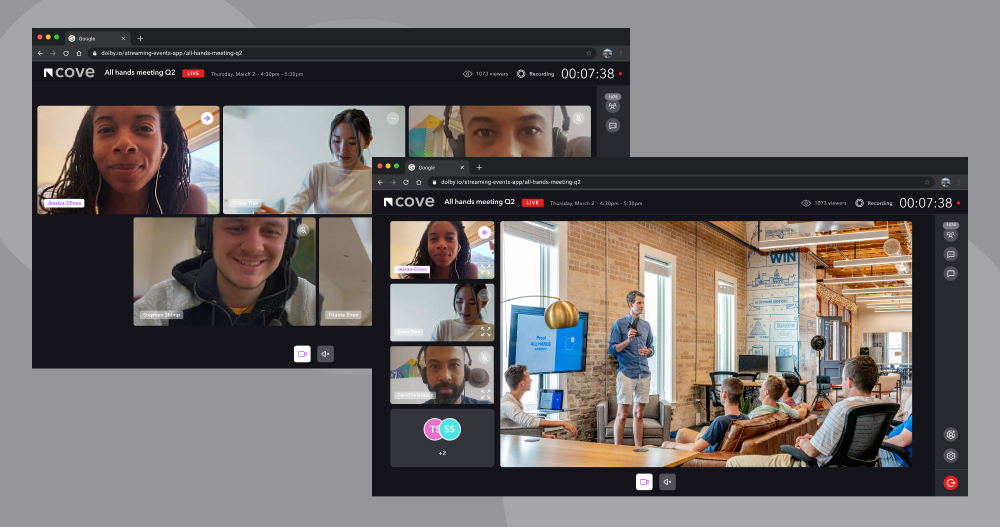 Google
dolby.io/streaming-events-app/all-hands-meeting-q2
cove All hands meeting Q2 LIVE Thursday, March 2 - 4:30pm - 5:30pm 1073 viewers Recording 00:07:38
Jessica Clines
Stephen Stimp
Google
dolby.io/streaming-events-app/all-hands-meeting-q2
cove All hands meeting Q2 LIVE Thursday, March 2 - 4:30pm - 5:30pm 1073 viewers Recording 00:07:38
Jessica Clines
TS SS
+2
ALL HANDS
WIN